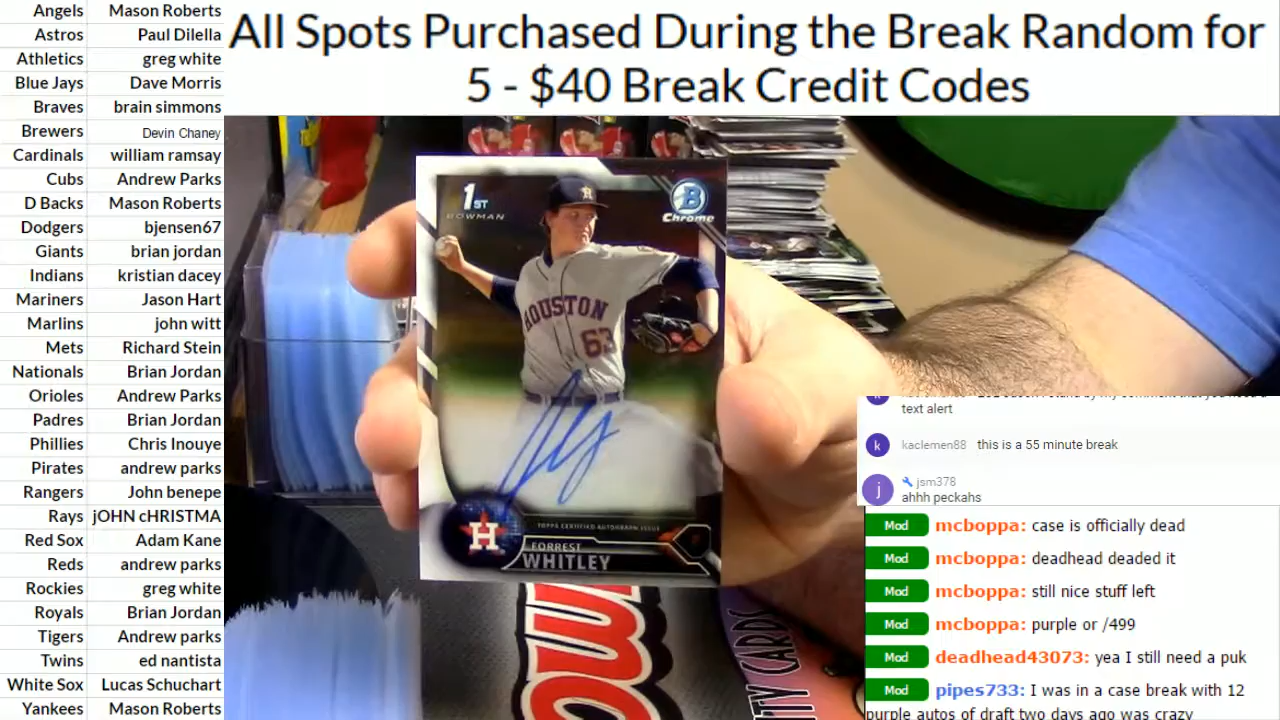 Angels Mason Roberts
Astros Paul Dilella
Athletics greg white
Blue Jays Dave Morris
Braves brain simmons
Brewers Devin Chaney
Cardinals william ramsay
Cubs Andrew Parks
D Backs Mason Roberts
Dodgers bjensen67
Giants brian jordan
Indians kristian dacey
Mariners Jason Hart
Marlins john witt
Mets Richard Stein
Nationals Brian Jordan
Orioles Andrew Parks
Padres Brian Jordan
Phillies Chris Inouye
Pirates andrew parks
Rangers John benepe
Rays jOHN cHRISTMA
Red Sox Adam Kane
Reds andrew parks
Rockies greg white
Royals Brian Jordan
Tigers Andrew parks
Twins ed nantista
White Sox Lucas Schuchart
Yankees Mason Roberts
All Spots Purchased During the Break Random for
5 - $40 Break Credit Codes
1ST
BOWMAN
B
Chrome
H
HOUSTON
63
TOPPS CERTIFIED AUTOGRAPH ISSUE
H
FORREST
WHITLEY
text alert
k kaclemen88 this is a 55 minute break
j jsm378
ahhh peckahs
Mod mcboppa: case is officially dead
Mod mcboppa: deadhead deaded it
Mod mcboppa: still nice stuff left
Mod mcboppa: purple or /499
Mod deadhead43073: yea I still need a puk
Mod pipes733: I was in a case break with 12
purple autos of draft two days ago was crazy